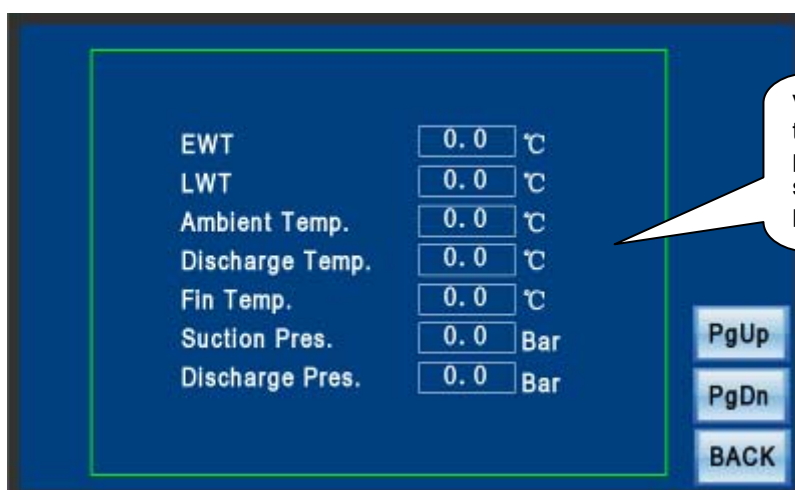 EWT 0.0 ℃
LWT 0.0 ℃
Ambient Temp. 0.0 ℃
Discharge Temp. 0.0 ℃
Fin Temp. 0.0 ℃
Suction Pres. 0.0 Bar
Discharge Pres. 0.0 Bar
PgUp
PgDn
BACK